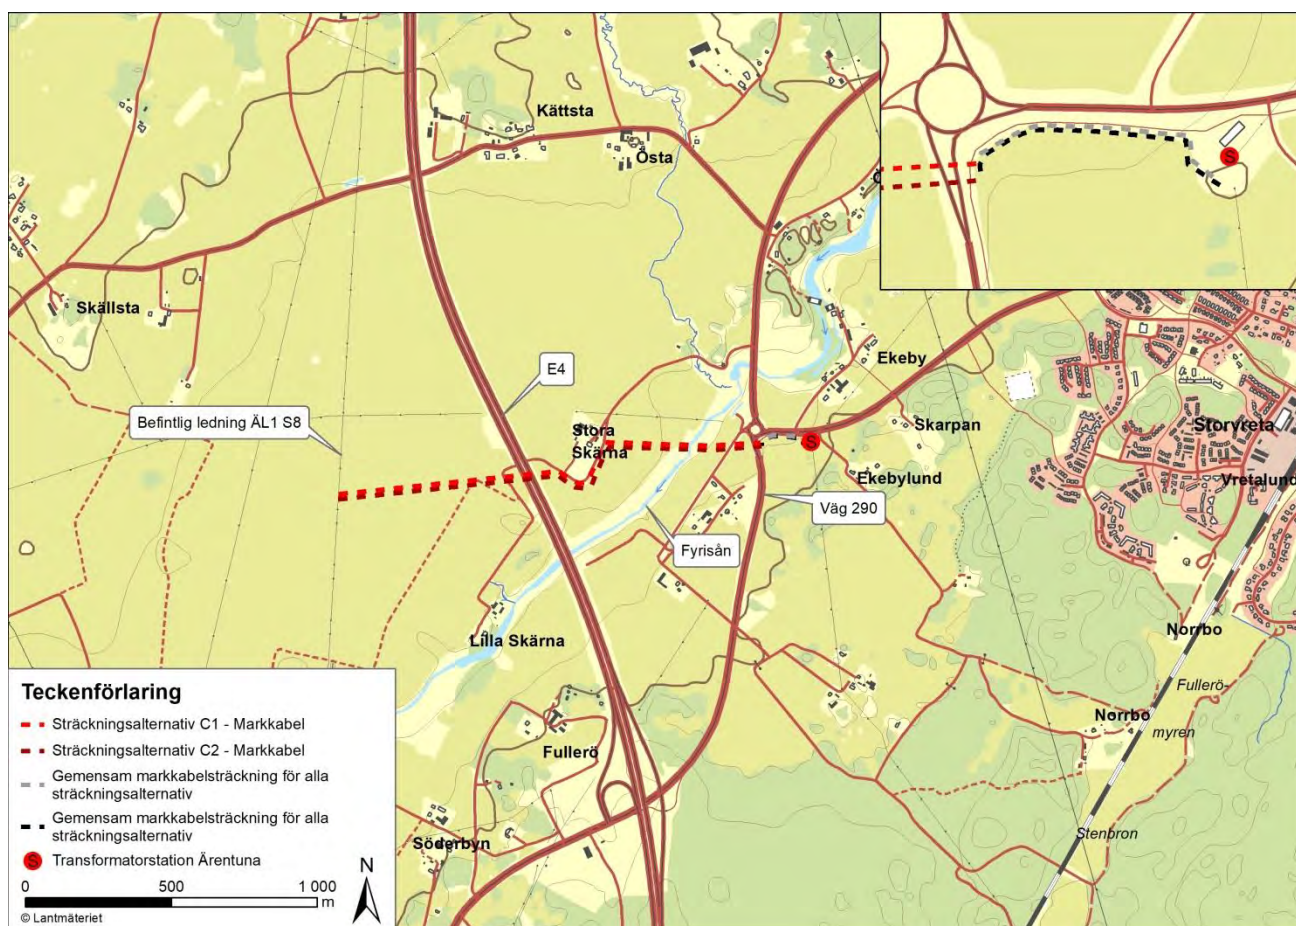 Kättsta
Östa
Skällsta
E4
Ekeby
Befintlig ledning ÄL1 S8
Stora
Skärna
Skarpan
Storvreta
S
S
Ekebylund
Vretalund
Väg 290
Fyrisån
Lilla Skärna
Norrbo
Fullerö-
myren
Norrbo
Fullerö
Stenbron
Söderbyn
Teckenförlaring
Sträckningsalternativ C1 - Markkabel
Sträckningsalternativ C2 - Markkabel
Gemensam markkabelsträckning för alla
sträckningsalternativ
Gemensam markkabelsträckning för alla
sträckningsalternativ
S Transformatorstation Ärentuna
N
0 500 1 000
m
© Lantmäteriet